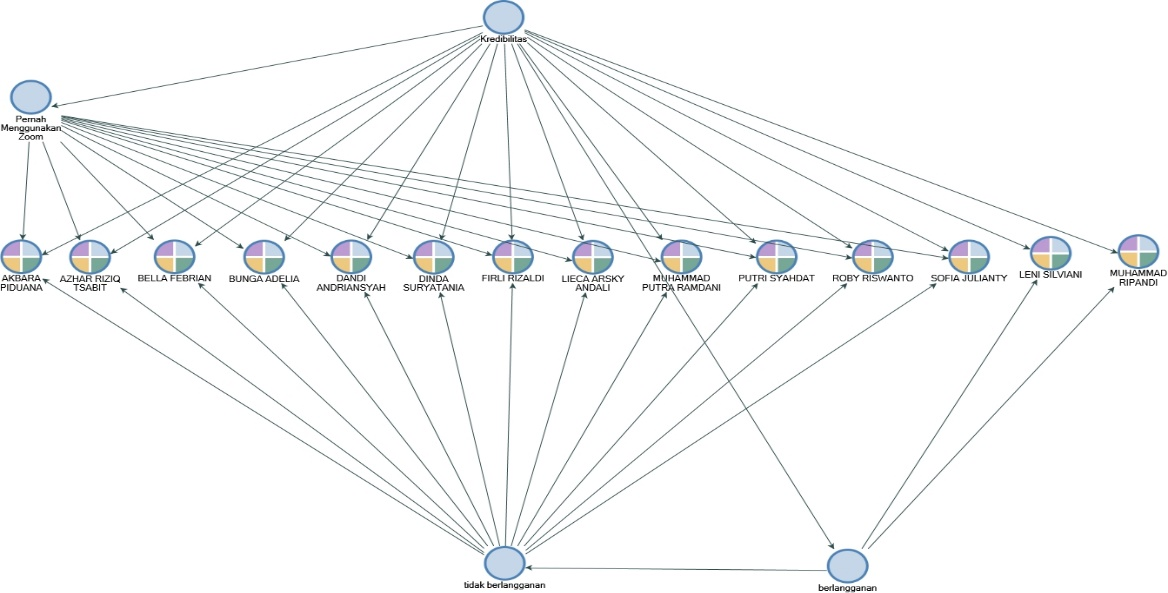 Kredibilitas
Pernah
Menggunakan
Zoom
AKBARA
PIDUANA
AZHAR RIZIQ
TSABIT
BELLA FEBRIAN
BUNGA ADELIA
DANDI
ANDRIANSYAH
DINDA
SURYATANIA
FIRLI RIZALDI
LIECA ARSKY
ANDALI
MUHAMMAD
PUTRA RAMDANI
PUTRI SYAHDAT
ROBY RISWANTO
SOFIA JULIANTY
LENI SILVIANI
MUHAMMAD
RIPANDI
tidak berlangganan
berlangganan